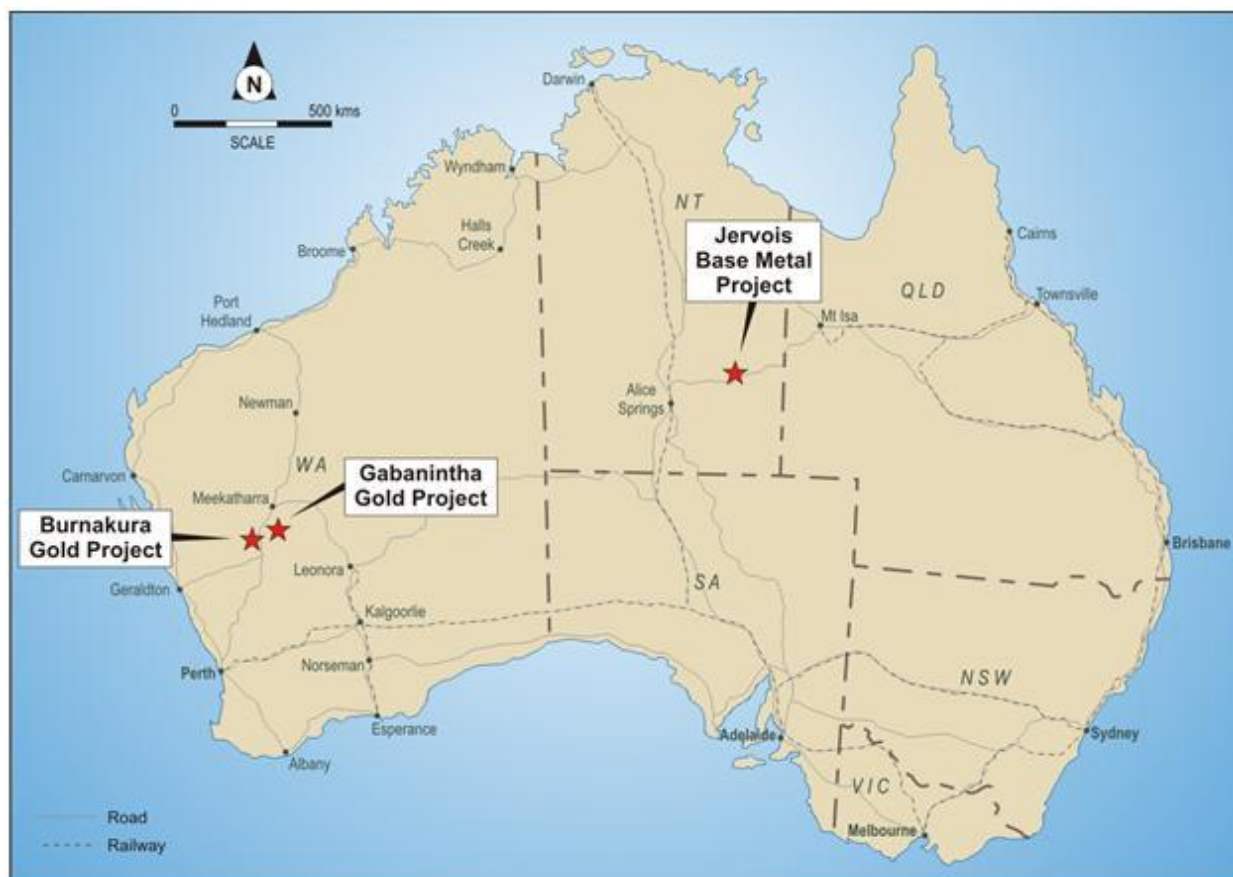 N
0 500 kms
SCALE
Darwin
Wyndham
Halls
Creek
Broome
Port
Hedland
NT
Jervois
Base Metal
Project
Cairns
QLD
Townsville
Mt Isa
Alice
Springs
Newman
WA
Carnarvon
Gabanintha
Gold Project
Meekatharra
Burnakura
Gold Project
Leonora
Geraldton
Brisbane
SA
Kalgoorlie
Perth
Norseman
NSW
Esperance
Adelaide
Sydney
Albany
VIC
Melbourne
Road
Railway